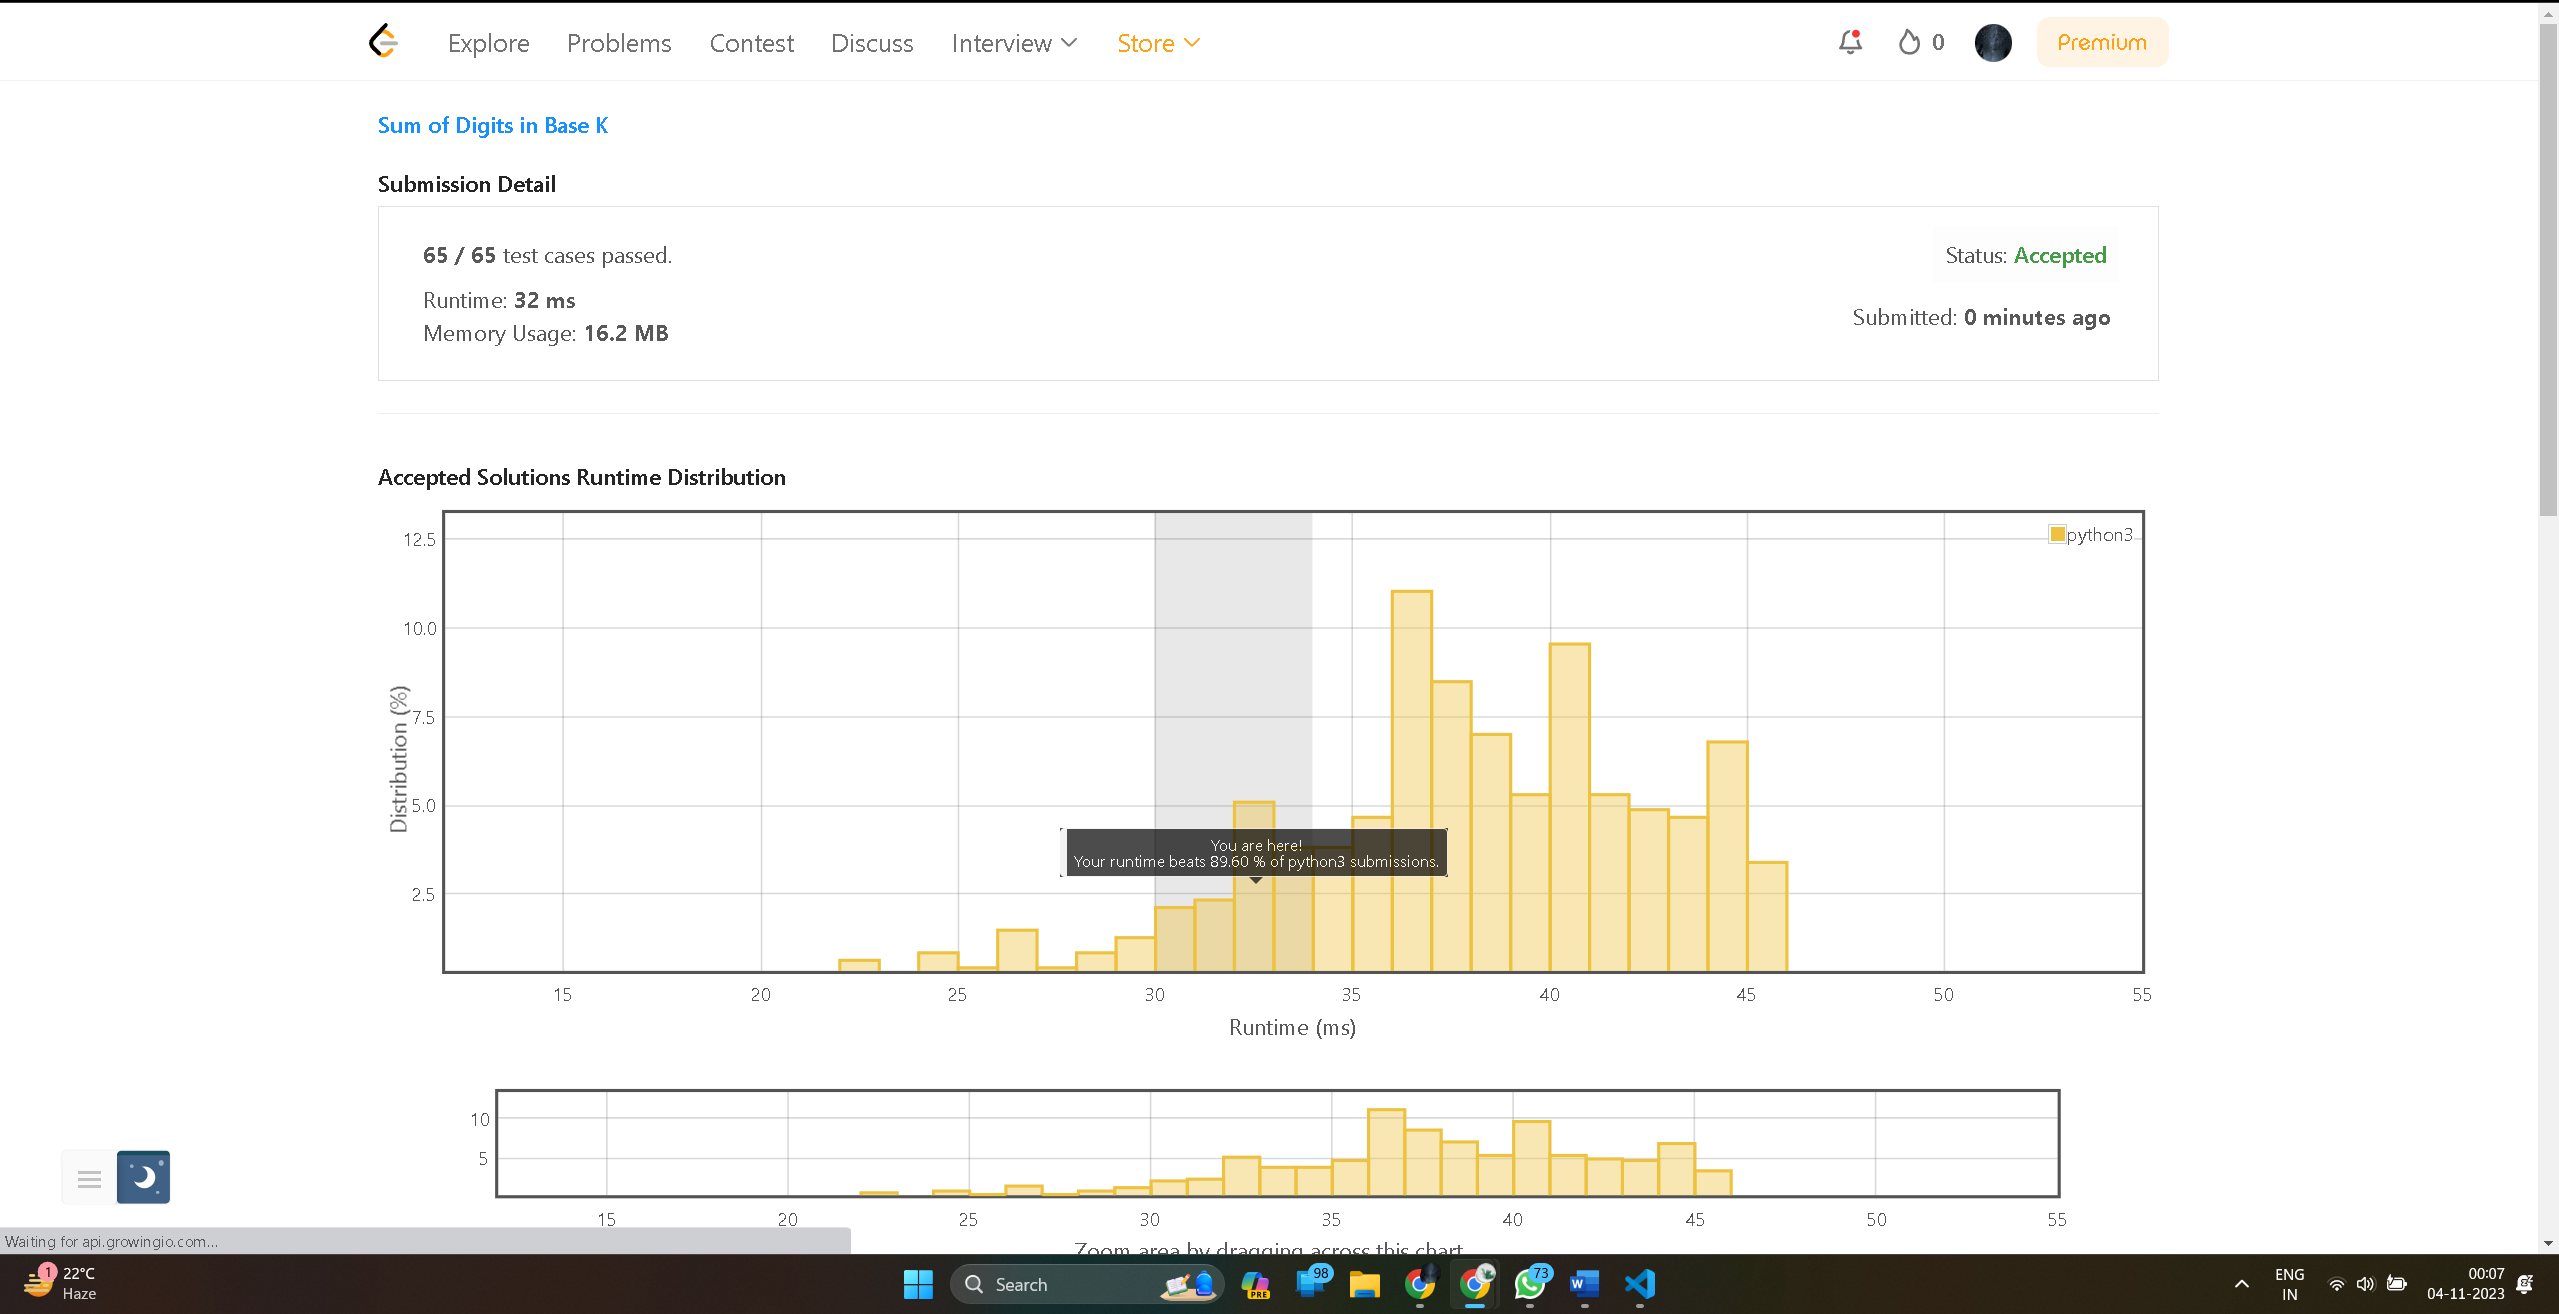 Explore Problems Contest Discuss Interview Store 0 Premium
Sum of Digits in Base K
Submission Detail
65 / 65 test cases passed.
Status: Accepted
Runtime: 32 ms
Submitted: 0 minutes ago
Memory Usage: 16.2 MB
Accepted Solutions Runtime Distribution
python3
12.5
10.0
7.5
5.0
2.5
Distribution (%)
You are here!
Your runtime beats 89.60 % of python3 submissions.
15 20 25 30 35 40 45 50 55
Runtime (ms)
10
5
15 20 25 30 35 40 45 50 55
Zoom area by dragging across this chart
Waiting for api.growingio.com...
1
22°C
Haze
Search
PRE
98
73
W
ENG
IN
00:07
04-11-2023